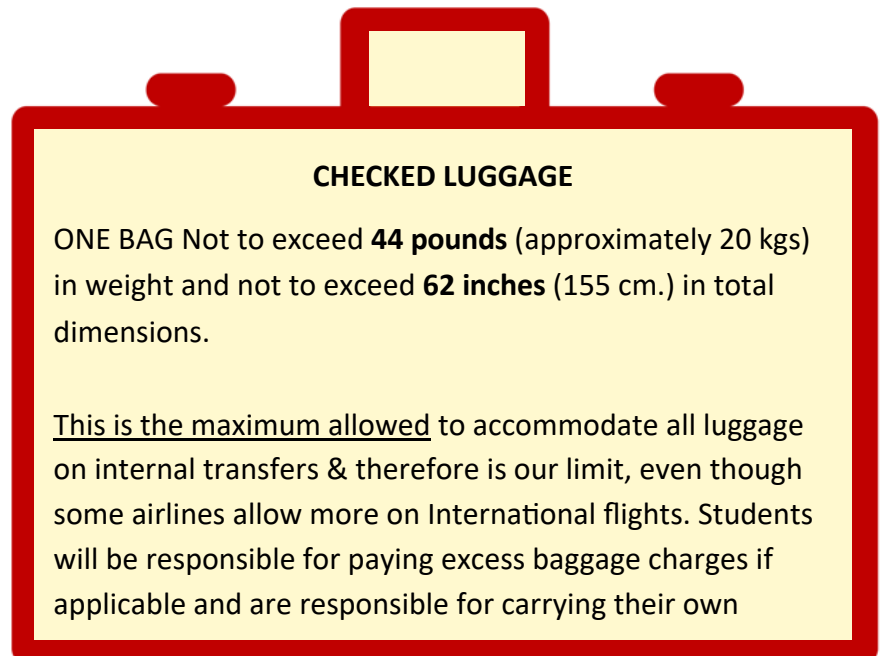 CHECKED LUGGAGE
ONE BAG Not to exceed 44 pounds (approximately 20 kgs)
in weight and not to exceed 62 inches (155 cm.) in total
dimensions.
This is the maximum allowed to accommodate all luggage
on internal transfers & therefore is our limit, even though
some airlines allow more on International flights. Students
will be responsible for paying excess baggage charges if
applicable and are responsible for carrying their own